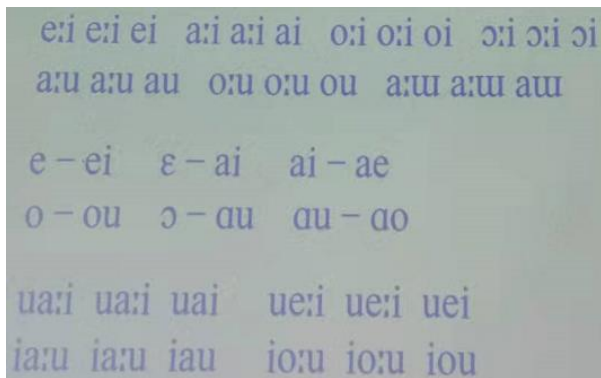 eːi eːi ei aːi aːi ai oːi oːi oi ɔːi ɔːi ɔi
aːu aːu au oːu oːu ou aːɯ aːɯ aɯ
e – ei ɛ – ai ai – ae
o – ou ɔ – ɑu ɑu – ɑo
uaːi uaːi uai ueːi ueːi uei
iaːu iaːu iau ioːu ioːu iou